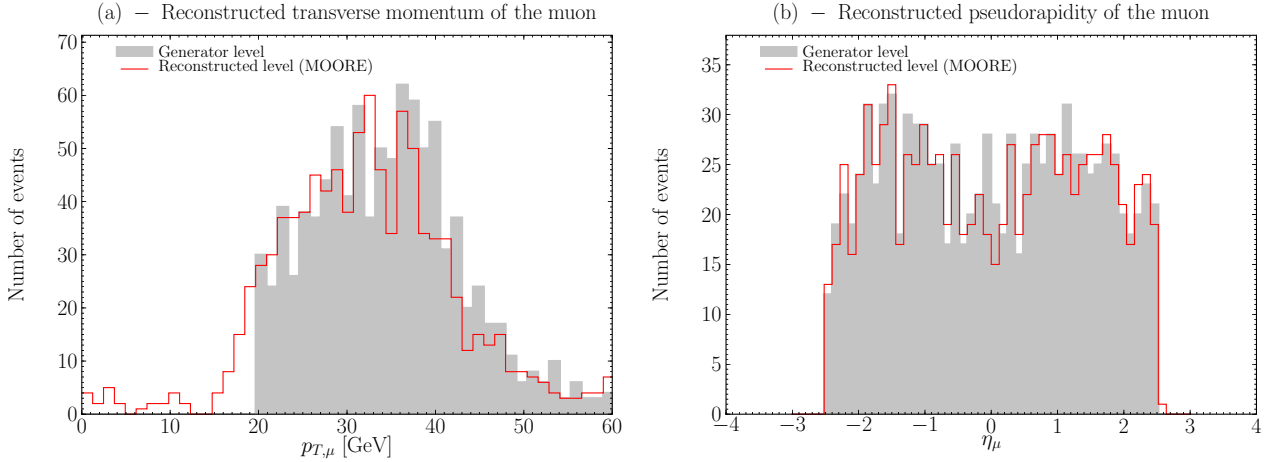 (a) − Reconstructed transverse momentum of the muon
70
60
50
40
30
20
10
0
Number of events
Generator level
Reconstructed level (MOORE)
0 10 20 30 40 50 60
p_{T,μ} [GeV]
(b) − Reconstructed pseudorapidity of the muon
35
30
25
20
15
10
5
0
Number of events
Generator level
Reconstructed level (MOORE)
−4 −3 −2 −1 0 1 2 3 4
η_μ